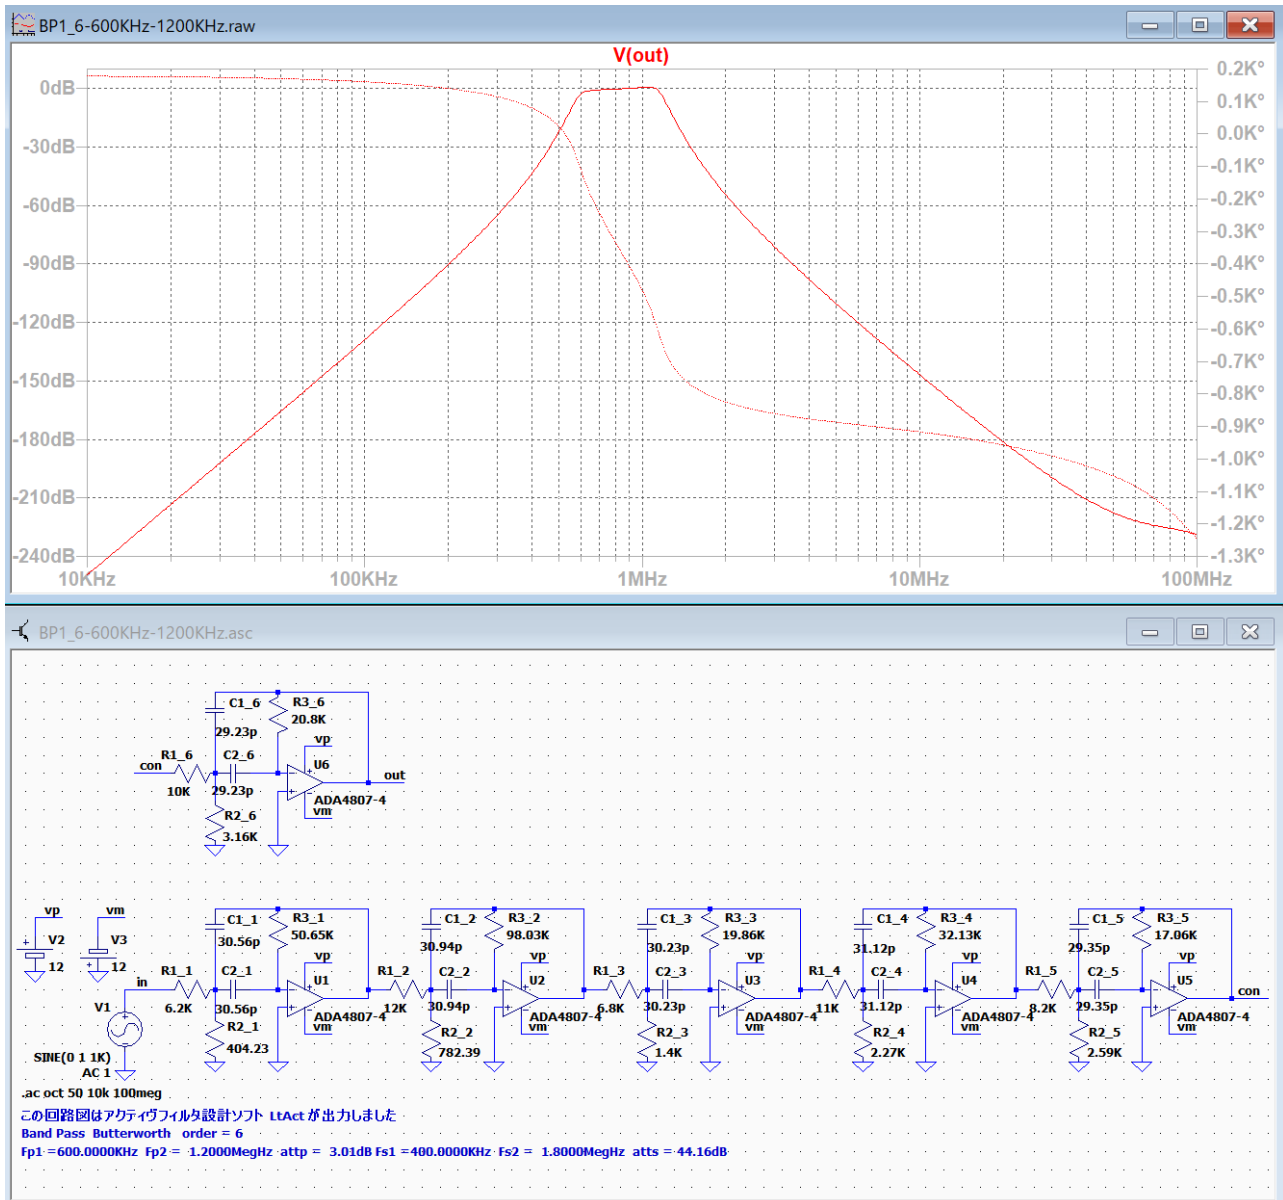 BP1_6-600KHz-1200KHz.raw
V(out)
0dB
-30dB
-60dB
-90dB
-120dB
-150dB
-180dB
-210dB
-240dB
0.2K°
0.1K°
0.0K°
-0.1K°
-0.2K°
-0.3K°
-0.4K°
-0.5K°
-0.6K°
-0.7K°
-0.8K°
-0.9K°
-1.0K°
-1.1K°
-1.2K°
-1.3K°
10KHz 100KHz 1MHz 10MHz 100MHz
BP1_6-600KHz-1200KHz.asc
C1_6
29.23p
R3_6
20.8K
vp
con
R1_6
10K
C2_6
29.23p
U6
ADA4807-4
vm
out
R2_6
3.16K
vp
V2
12
vm
V3
12
in
V1
SINE(0 1 1K)
AC 1
C1_1
30.56p
R3_1
50.65K
vp
R1_1
6.2K
C2_1
30.56p
U1
ADA4807-4
vm
R2_1
404.23
C1_2
30.94p
R3_2
98.03K
vp
R1_2
12K
C2_2
30.94p
U2
ADA4807-4
vm
R2_2
782.39
C1_3
30.23p
R3_3
19.86K
vp
R1_3
6.8K
C2_3
30.23p
U3
ADA4807-4
vm
R2_3
1.4K
C1_4
31.12p
R3_4
32.13K
vp
R1_4
11K
C2_4
31.12p
U4
ADA4807-4
vm
R2_4
2.27K
C1_5
29.35p
R3_5
17.06K
vp
R1_5
8.2K
C2_5
29.35p
U5
ADA4807-4
vm
R2_5
2.59K
con
.ac oct 50 10k 100meg
この回路図はアクティヴフィルタ設計ソフト LtAct が出力しました
Band Pass Butterworth order = 6
Fp1 =600.0000KHz Fp2 = 1.2000MegHz attp = 3.01dB Fs1 =400.0000KHz Fs2 = 1.8000MegHz atts = 44.16dB